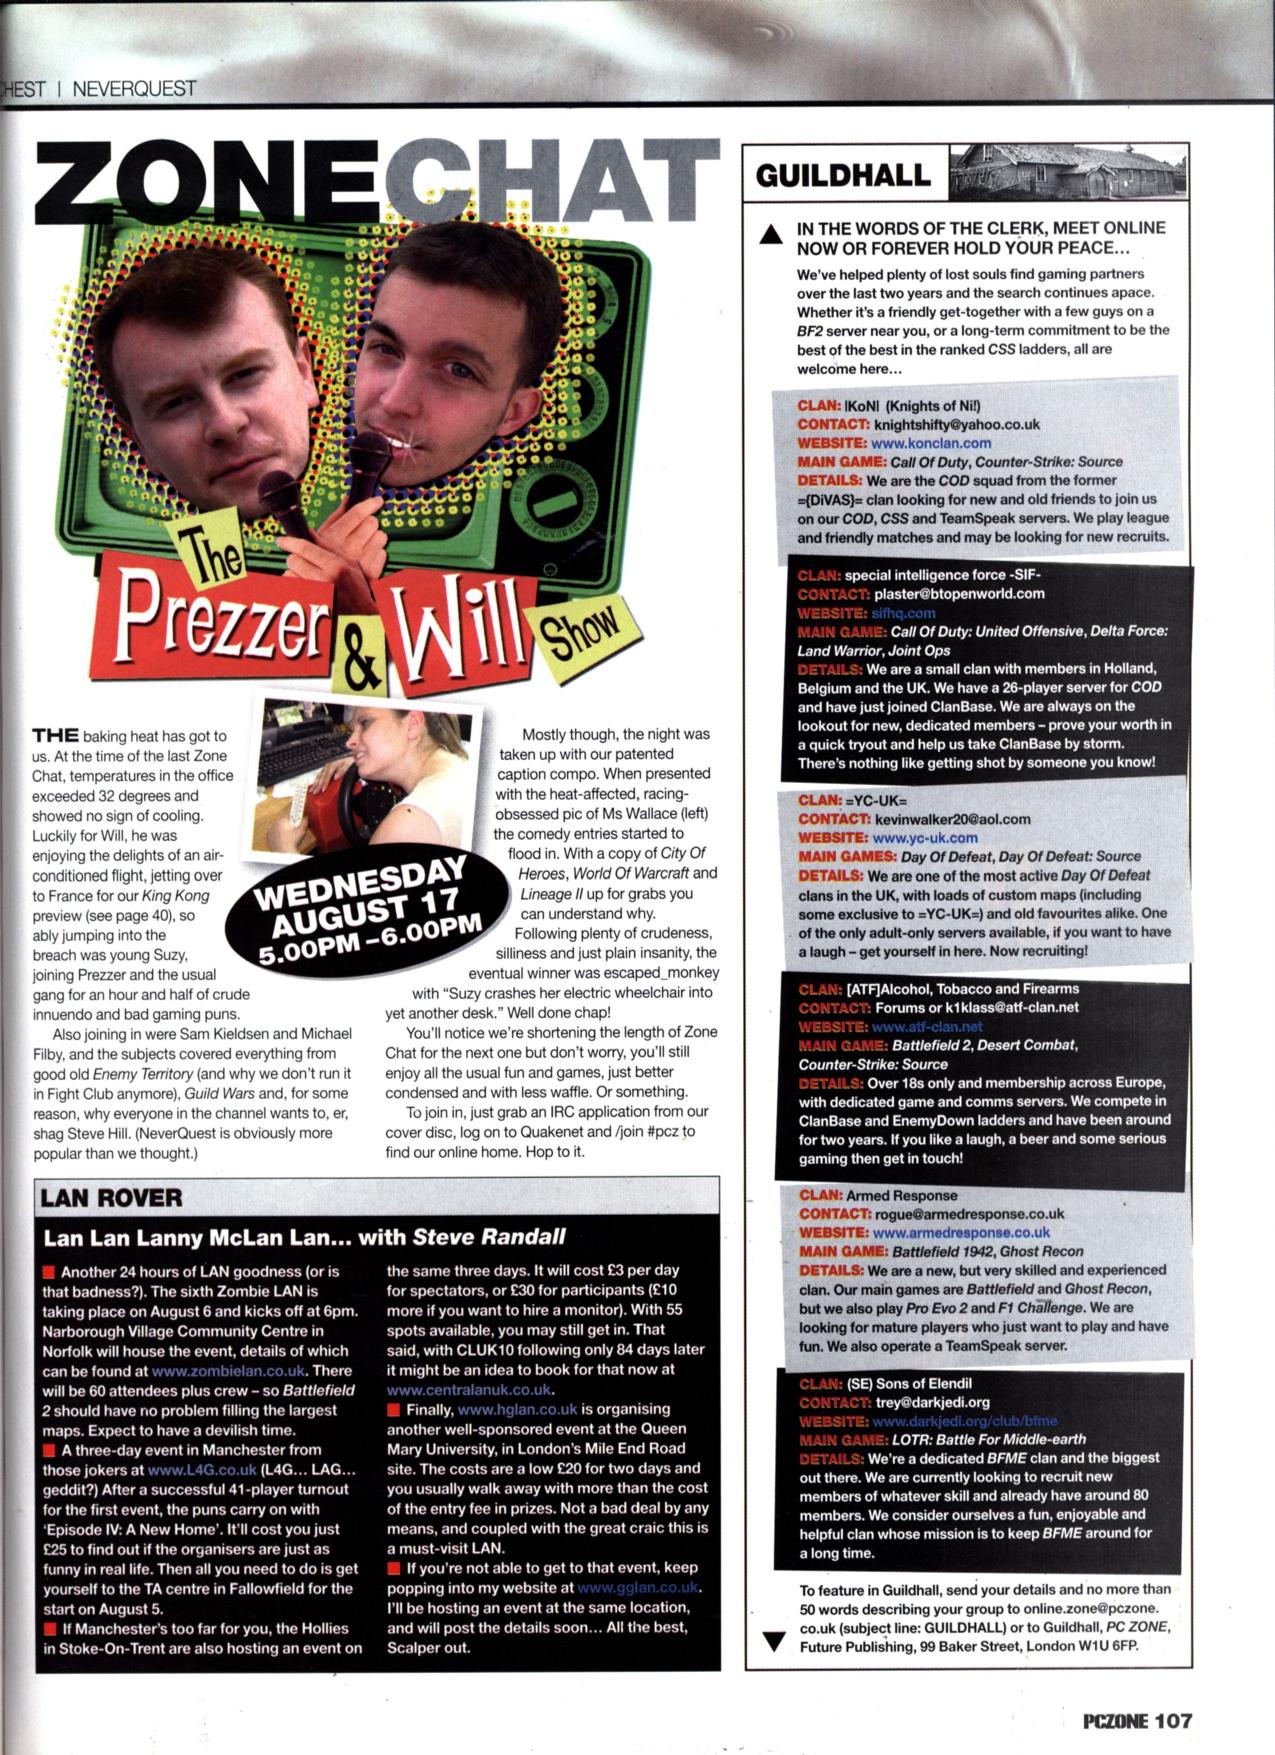 CHEST | NEVERQUEST
ZONECHAT
The
Prezzer
&
Will
Show
WEDNESDAY
AUGUST 17
5.00PM –6.00PM
THE baking heat has got to
us. At the time of the last Zone
Chat, temperatures in the office
exceeded 32 degrees and
showed no sign of cooling.
Luckily for Will, he was
enjoying the delights of an air-
conditioned flight, jetting over
to France for our King Kong
preview (see page 40), so
ably jumping into the
breach was young Suzy,
joining Prezzer and the usual
gang for an hour and half of crude
innuendo and bad gaming puns.
Also joining in were Sam Kieldsen and Michael
Filby, and the subjects covered everything from
good old Enemy Territory (and why we don't run it
in Fight Club anymore), Guild Wars and, for some
reason, why everyone in the channel wants to, er,
shag Steve Hill. (NeverQuest is obviously more
popular than we thought.)
Mostly though, the night was
taken up with our patented
caption compo. When presented
with the heat-affected, racing-
obsessed pic of Ms Wallace (left)
the comedy entries started to
flood in. With a copy of City Of
Heroes, World Of Warcraft and
Lineage II up for grabs you
can understand why.
Following plenty of crudeness,
silliness and just plain insanity, the
eventual winner was escaped_monkey
with “Suzy crashes her electric wheelchair into
yet another desk.” Well done chap!
You'll notice we're shortening the length of Zone
Chat for the next one but don't worry, you'll still
enjoy all the usual fun and games, just better
condensed and with less waffle. Or something.
To join in, just grab an IRC application from our
cover disc, log on to Quakenet and /join #pcz to
find our online home. Hop to it.
LAN ROVER
Lan Lan Lanny McLan Lan... with Steve Randall
■ Another 24 hours of LAN goodness (or is
that badness?). The sixth Zombie LAN is
taking place on August 6 and kicks off at 6pm.
Narborough Village Community Centre in
Norfolk will house the event, details of which
can be found at www.zombielan.co.uk. There
will be 60 attendees plus crew – so Battlefield
2 should have no problem filling the largest
maps. Expect to have a devilish time.
■ A three-day event in Manchester from
those jokers at www.L4G.co.uk (L4G... LAG...
geddit?) After a successful 41-player turnout
for the first event, the puns carry on with
‘Episode IV: A New Home’. It'll cost you just
£25 to find out if the organisers are just as
funny in real life. Then all you need to do is get
yourself to the TA centre in Fallowfield for the
start on August 5.
■ If Manchester's too far for you, the Hollies
in Stoke-On-Trent are also hosting an event on
the same three days. It will cost £3 per day
for spectators, or £30 for participants (£10
more if you want to hire a monitor). With 55
spots available, you may still get in. That
said, with CLUK10 following only 84 days later
it might be an idea to book for that now at
www.centralanuk.co.uk.
■ Finally, www.hglan.co.uk is organising
another well-sponsored event at the Queen
Mary University, in London's Mile End Road
site. The costs are a low £20 for two days and
you usually walk away with more than the cost
of the entry fee in prizes. Not a bad deal by any
means, and coupled with the great craic this is
a must-visit LAN.
■ If you're not able to get to that event, keep
popping into my website at www.gglan.co.uk.
I'll be hosting an event at the same location,
and will post the details soon... All the best,
Scalper out.
GUILDHALL
▲ IN THE WORDS OF THE CLERK, MEET ONLINE
NOW OR FOREVER HOLD YOUR PEACE...
We've helped plenty of lost souls find gaming partners
over the last two years and the search continues apace.
Whether it's a friendly get-together with a few guys on a
BF2 server near you, or a long-term commitment to be the
best of the best in the ranked CSS ladders, all are
welcome here...
CLAN: |KoN| (Knights of Ni!)
CONTACT: knightshifty@yahoo.co.uk
WEBSITE: www.konclan.com
MAIN GAME: Call Of Duty, Counter-Strike: Source
DETAILS: We are the COD squad from the former
={DiVAS}= clan looking for new and old friends to join us
on our COD, CSS and TeamSpeak servers. We play league
and friendly matches and may be looking for new recruits.
CLAN: special intelligence force -SIF-
CONTACT: plaster@btopenworld.com
WEBSITE: sifhq.com
MAIN GAME: Call Of Duty: United Offensive, Delta Force:
Land Warrior, Joint Ops
DETAILS: We are a small clan with members in Holland,
Belgium and the UK. We have a 26-player server for COD
and have just joined ClanBase. We are always on the
lookout for new, dedicated members – prove your worth in
a quick tryout and help us take ClanBase by storm.
There's nothing like getting shot by someone you know!
CLAN: =YC-UK=
CONTACT: kevinwalker20@aol.com
WEBSITE: www.yc-uk.com
MAIN GAMES: Day Of Defeat, Day Of Defeat: Source
DETAILS: We are one of the most active Day Of Defeat
clans in the UK, with loads of custom maps (including
some exclusive to =YC-UK=) and old favourites alike. One
of the only adult-only servers available, if you want to have
a laugh – get yourself in here. Now recruiting!
CLAN: [ATF]Alcohol, Tobacco and Firearms
CONTACT: Forums or k1klass@atf-clan.net
WEBSITE: www.atf-clan.net
MAIN GAME: Battlefield 2, Desert Combat,
Counter-Strike: Source
DETAILS: Over 18s only and membership across Europe,
with dedicated game and comms servers. We compete in
ClanBase and EnemyDown ladders and have been around
for two years. If you like a laugh, a beer and some serious
gaming then get in touch!
CLAN: Armed Response
CONTACT: rogue@armedresponse.co.uk
WEBSITE: www.armedresponse.co.uk
MAIN GAME: Battlefield 1942, Ghost Recon
DETAILS: We are a new, but very skilled and experienced
clan. Our main games are Battlefield and Ghost Recon,
but we also play Pro Evo 2 and F1 Challenge. We are
looking for mature players who just want to play and have
fun. We also operate a TeamSpeak server.
CLAN: (SE) Sons of Elendil
CONTACT: trey@darkjedi.org
WEBSITE: www.darkjedi.org/club/bfme
MAIN GAME: LOTR: Battle For Middle-earth
DETAILS: We're a dedicated BFME clan and the biggest
out there. We are currently looking to recruit new
members of whatever skill and already have around 80
members. We consider ourselves a fun, enjoyable and
helpful clan whose mission is to keep BFME around for
a long time.
To feature in Guildhall, send your details and no more than
50 words describing your group to online.zone@pczone.
co.uk (subject line: GUILDHALL) or to Guildhall, PC ZONE,
▼ Future Publishing, 99 Baker Street, London W1U 6FP.
PCZONE 107